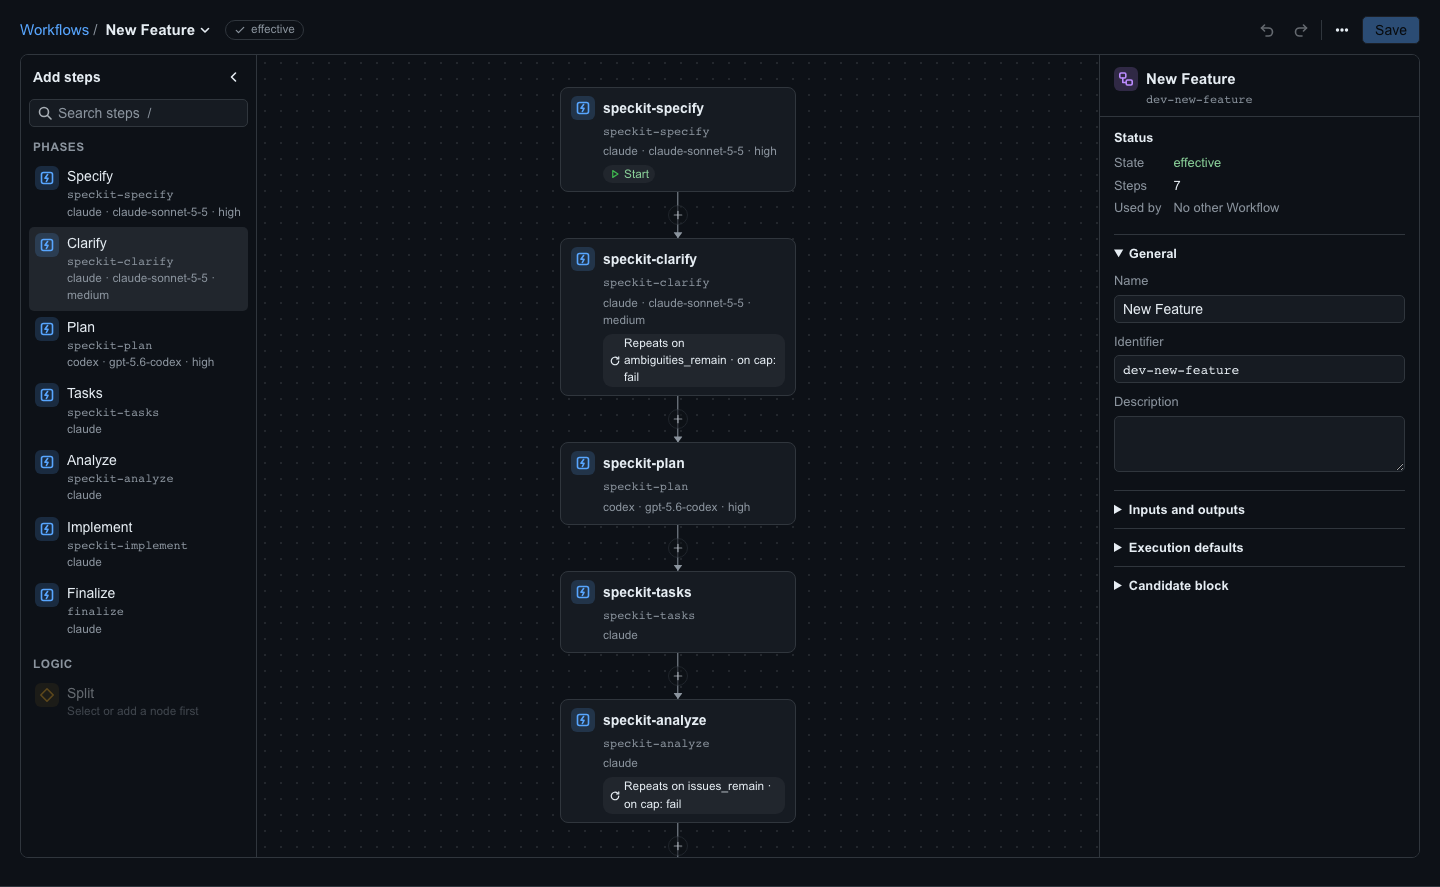 Workflows / New Feature effective
Save
Add steps
Search steps /
PHASES
Specify
speckit-specify
claude · claude-sonnet-5-5 · high
Clarify
speckit-clarify
claude · claude-sonnet-5-5 ·
medium
Plan
speckit-plan
codex · gpt-5.6-codex · high
Tasks
speckit-tasks
claude
Analyze
speckit-analyze
claude
Implement
speckit-implement
claude
Finalize
finalize
claude
LOGIC
Split
Select or add a node first
speckit-specify
speckit-specify
claude · claude-sonnet-5-5 · high
Start
speckit-clarify
speckit-clarify
claude · claude-sonnet-5-5 ·
medium
Repeats on
ambiguities_remain · on cap:
fail
speckit-plan
speckit-plan
codex · gpt-5.6-codex · high
speckit-tasks
speckit-tasks
claude
speckit-analyze
speckit-analyze
claude
Repeats on issues_remain ·
on cap: fail
New Feature
dev-new-feature
Status
State effective
Steps 7
Used by No other Workflow
General
Name
New Feature
Identifier
dev-new-feature
Description
Inputs and outputs
Execution defaults
Candidate block